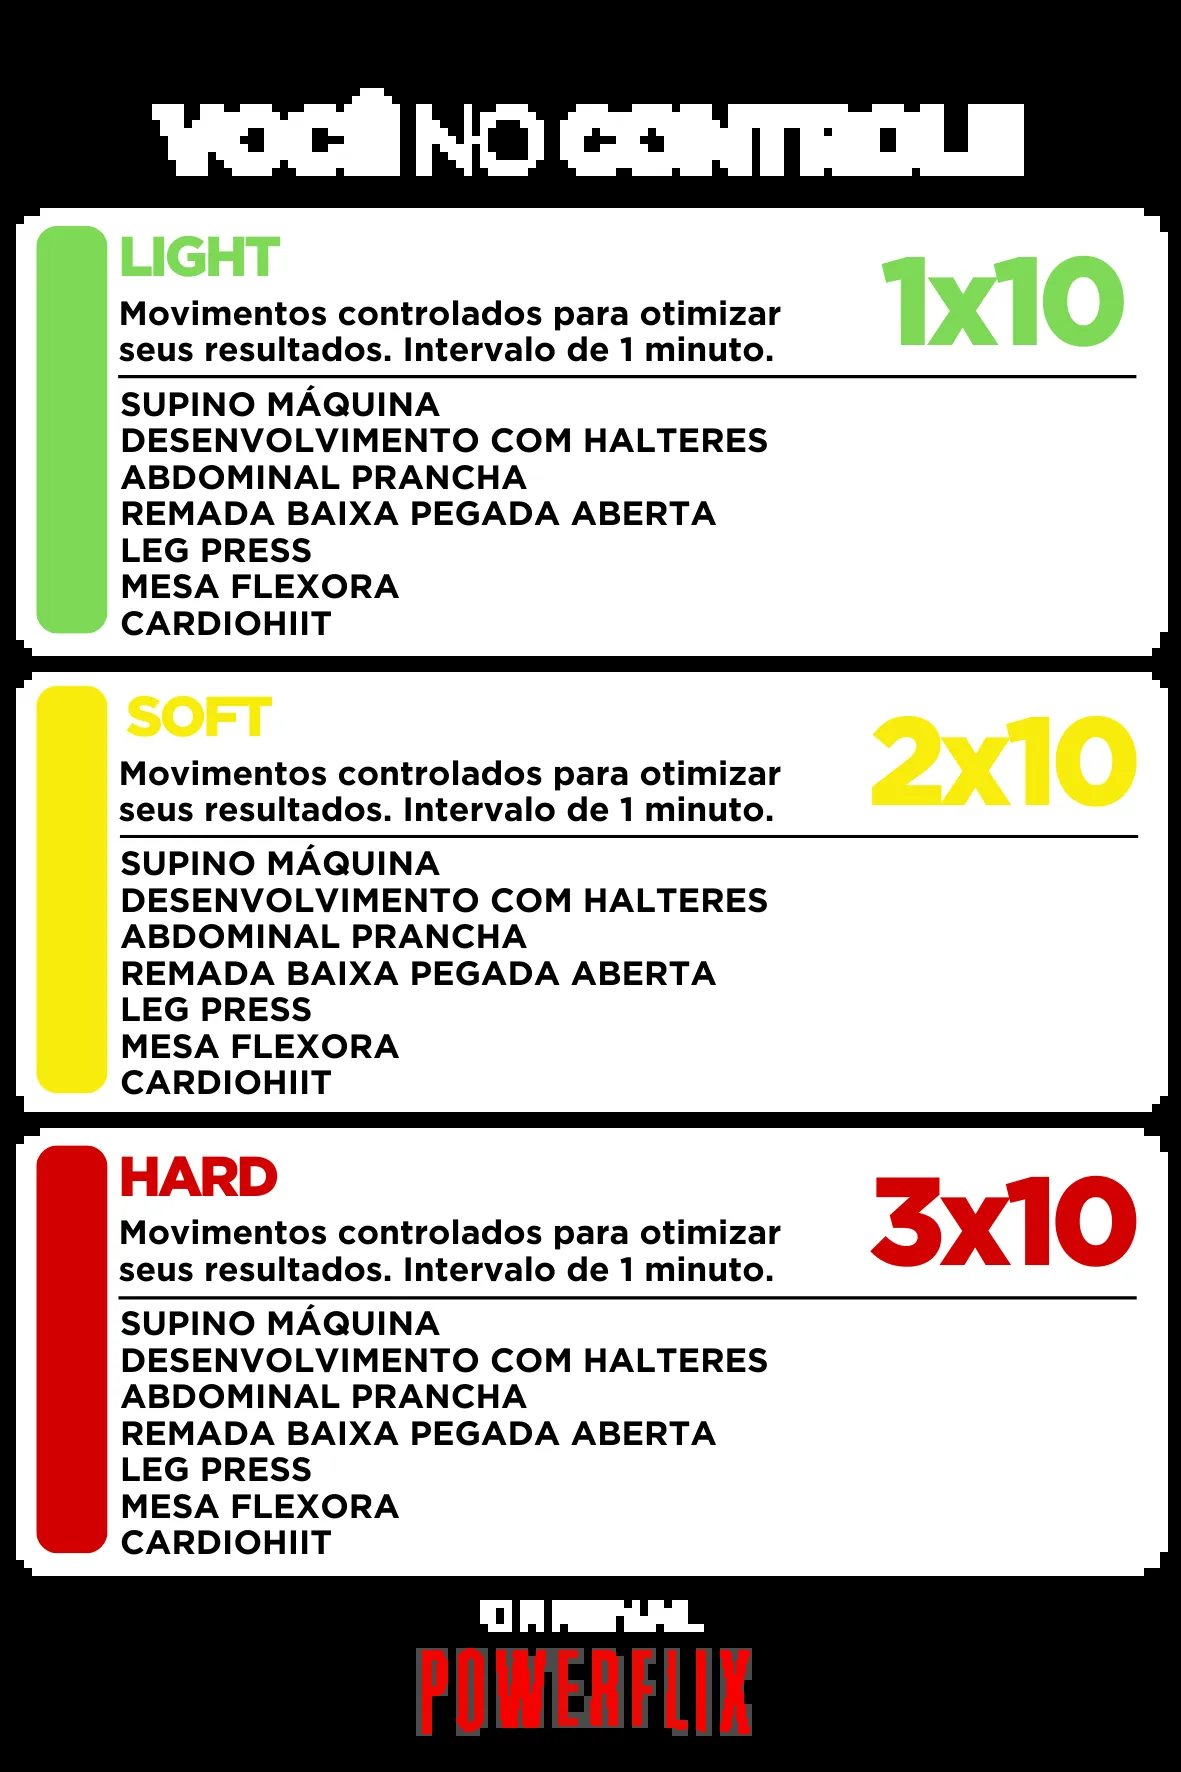 VOCÊ NO CONTROLE
LIGHT
1x10
Movimentos controlados para otimizar
seus resultados. Intervalo de 1 minuto.
SUPINO MÁQUINA
DESENVOLVIMENTO COM HALTERES
ABDOMINAL PRANCHA
REMADA BAIXA PEGADA ABERTA
LEG PRESS
MESA FLEXORA
CARDIOHIIT
SOFT
2x10
Movimentos controlados para otimizar
seus resultados. Intervalo de 1 minuto.
SUPINO MÁQUINA
DESENVOLVIMENTO COM HALTERES
ABDOMINAL PRANCHA
REMADA BAIXA PEGADA ABERTA
LEG PRESS
MESA FLEXORA
CARDIOHIIT
HARD
3x10
Movimentos controlados para otimizar
seus resultados. Intervalo de 1 minuto.
SUPINO MÁQUINA
DESENVOLVIMENTO COM HALTERES
ABDOMINAL PRANCHA
REMADA BAIXA PEGADA ABERTA
LEG PRESS
MESA FLEXORA
CARDIOHIIT
POWERFLIX